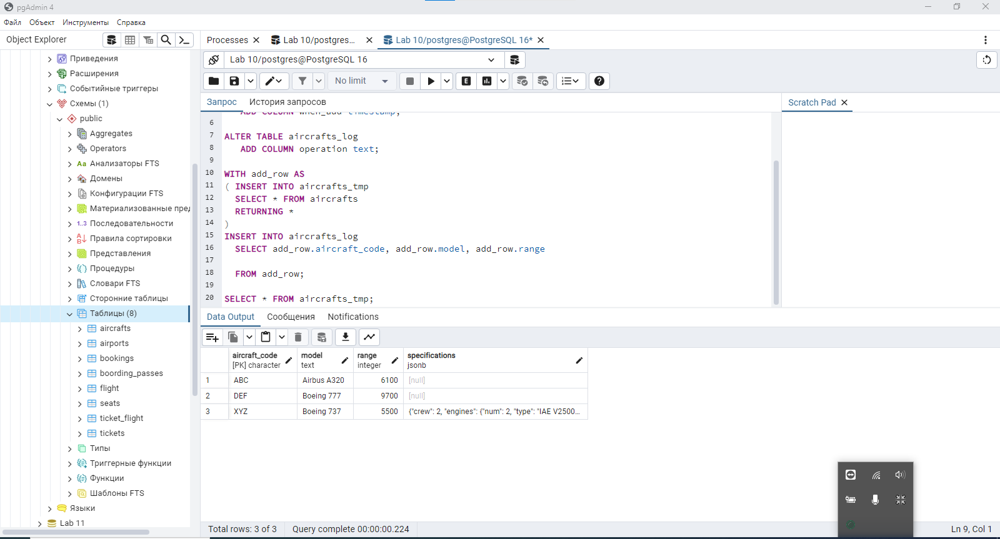 pgAdmin 4
Файл Объект Инструменты Справка
Object Explorer
Processes
Lab 10/postgres...
Lab 10/postgres@PostgreSQL 16*
Приведения
Расширения
Событийные триггеры
Схемы (1)
public
Aggregates
Operators
Aa Анализаторы FTS
Домены
Конфигурации FTS
Материализованные пред
1..3 Последовательности
Правила сортировки
Представления
Процедуры
Словари FTS
Сторонние таблицы
Таблицы (8)
aircrafts
airports
bookings
boording_passes
flight
seats
ticket_flight
tickets
Типы
Триггерные функции
Функции
Шаблоны FTS
Языки
Lab 11
Lab 10/postgres@PostgreSQL 16
No limit
E
Запрос История запросов
Scratch Pad
ADD COLUMN when_add timestamp;
6
7 ALTER TABLE aircrafts_log
8 ADD COLUMN operation text;
9
10 WITH add_row AS
11 ( INSERT INTO aircrafts_tmp
12 SELECT * FROM aircrafts
13 RETURNING *
14 )
15 INSERT INTO aircrafts_log
16 SELECT add_row.aircraft_code, add_row.model, add_row.range
17
18 FROM add_row;
19
20 SELECT * FROM aircrafts_tmp;
Data Output Сообщения Notifications
aircraft_code model range specifications
[PK] character text integer jsonb
1 ABC Airbus A320 6100 [null]
2 DEF Boeing 777 9700 [null]
3 XYZ Boeing 737 5500 {"crew": 2, "engines": {"num": 2, "type": "IAE V2500...
Total rows: 3 of 3 Query complete 00:00:00.224 Ln 9, Col 1